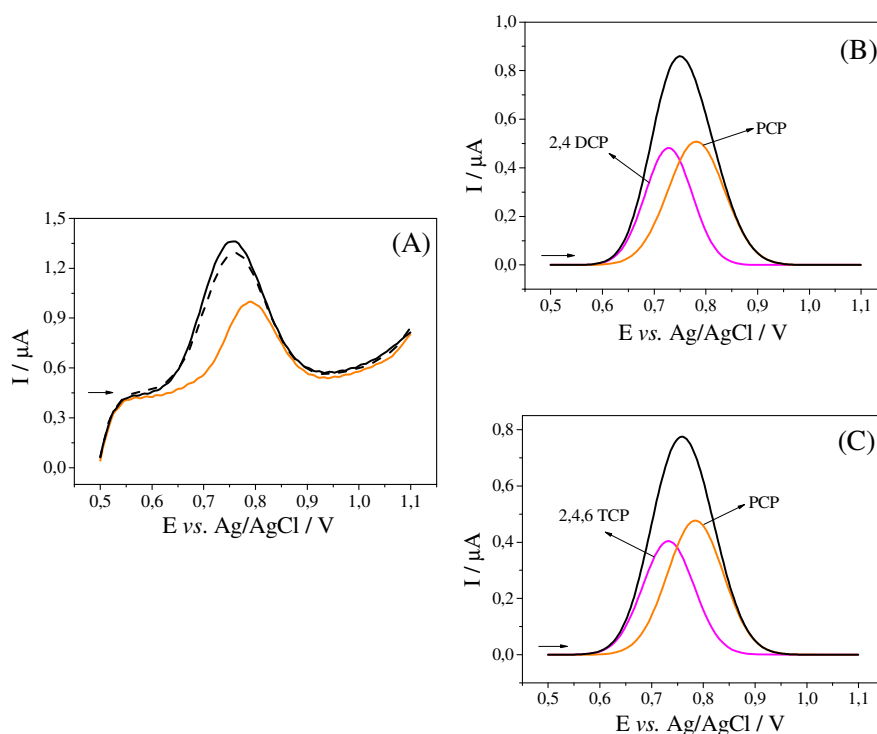 (A)
I / µA
1,5
1,2
0,9
0,6
0,3
0,0
0,5 0,6 0,7 0,8 0,9 1,0 1,1
E vs. Ag/AgCl / V
(B)
I / µA
1,0
0,8
0,6
0,4
0,2
0,0
2,4 DCP
PCP
0,5 0,6 0,7 0,8 0,9 1,0 1,1
E vs. Ag/AgCl / V
(C)
I / µA
0,8
0,6
0,4
0,2
0,0
2,4,6 TCP
PCP
0,5 0,6 0,7 0,8 0,9 1,0 1,1
E vs. Ag/AgCl / V